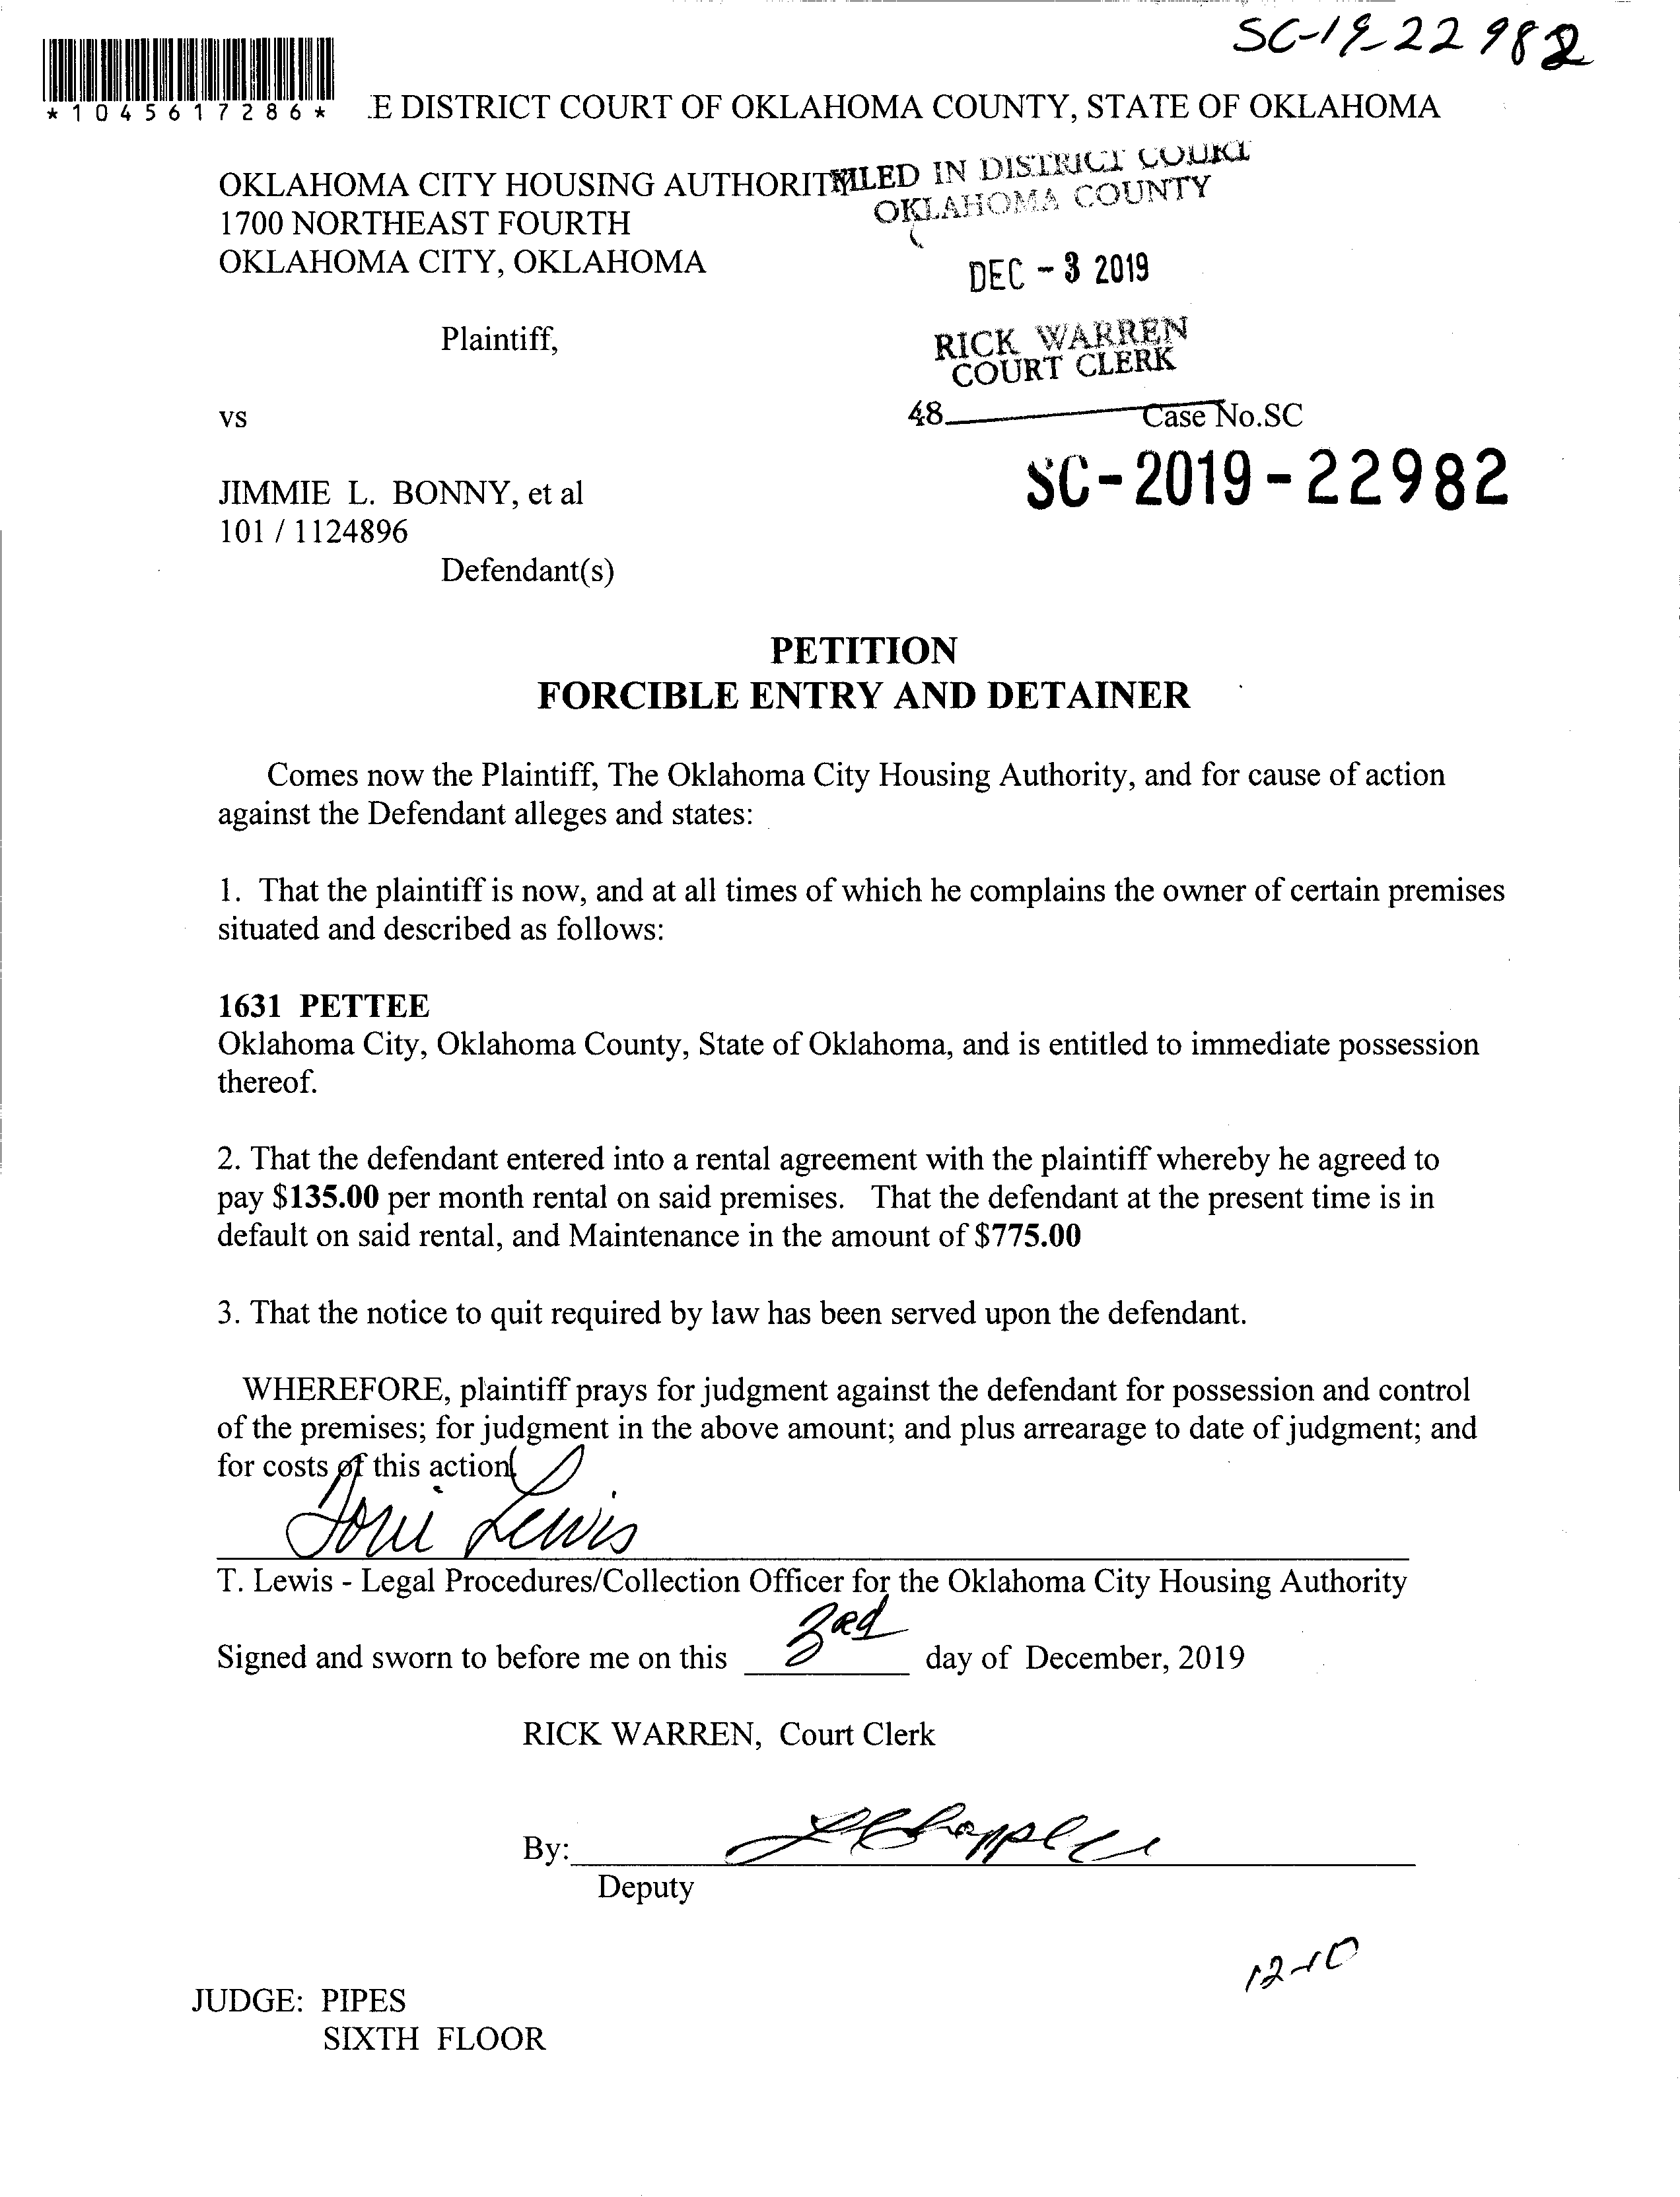 SC-19-22982
*1045617286*
E DISTRICT COURT OF OKLAHOMA COUNTY, STATE OF OKLAHOMA
OKLAHOMA CITY HOUSING AUTHORITY
FILED IN DISTRICT COURT
OKLAHOMA COUNTY
1700 NORTHEAST FOURTH
OKLAHOMA CITY, OKLAHOMA
DEC - 3 2019
Plaintiff,
RICK WARREN
COURT CLERK
vs
48 Case No.SC
SC-2019-22982
JIMMIE L. BONNY, et al
101 / 1124896
Defendant(s)
PETITION
FORCIBLE ENTRY AND DETAINER
Comes now the Plaintiff, The Oklahoma City Housing Authority, and for cause of action
against the Defendant alleges and states:
1. That the plaintiff is now, and at all times of which he complains the owner of certain premises
situated and described as follows:
1631 PETTEE
Oklahoma City, Oklahoma County, State of Oklahoma, and is entitled to immediate possession
thereof.
2. That the defendant entered into a rental agreement with the plaintiff whereby he agreed to
pay $135.00 per month rental on said premises. That the defendant at the present time is in
default on said rental, and Maintenance in the amount of $775.00
3. That the notice to quit required by law has been served upon the defendant.
WHEREFORE, plaintiff prays for judgment against the defendant for possession and control
of the premises; for judgment in the above amount; and plus arrearage to date of judgment; and
for costs of this action.
Toni Lewis
T. Lewis - Legal Procedures/Collection Officer for the Oklahoma City Housing Authority
Signed and sworn to before me on this 3rd day of December, 2019
RICK WARREN, Court Clerk
By:
Deputy
12-10
JUDGE: PIPES
SIXTH FLOOR